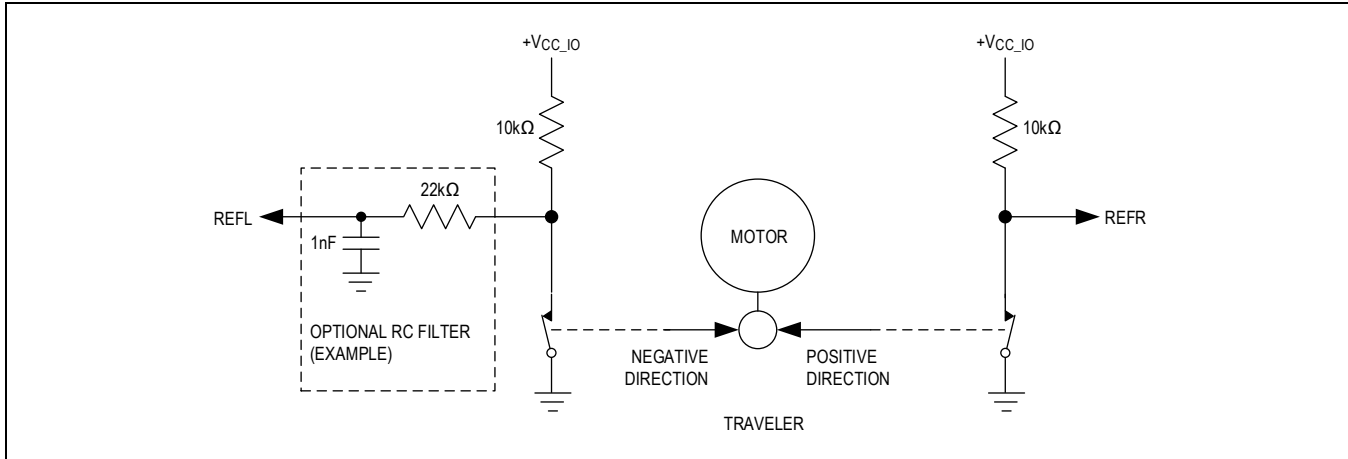 +VCC_IO
+VCC_IO
10kΩ
10kΩ
22kΩ
REFL
1nF
MOTOR
REFR
OPTIONAL RC FILTER
(EXAMPLE)
NEGATIVE
DIRECTION
POSITIVE
DIRECTION
TRAVELER